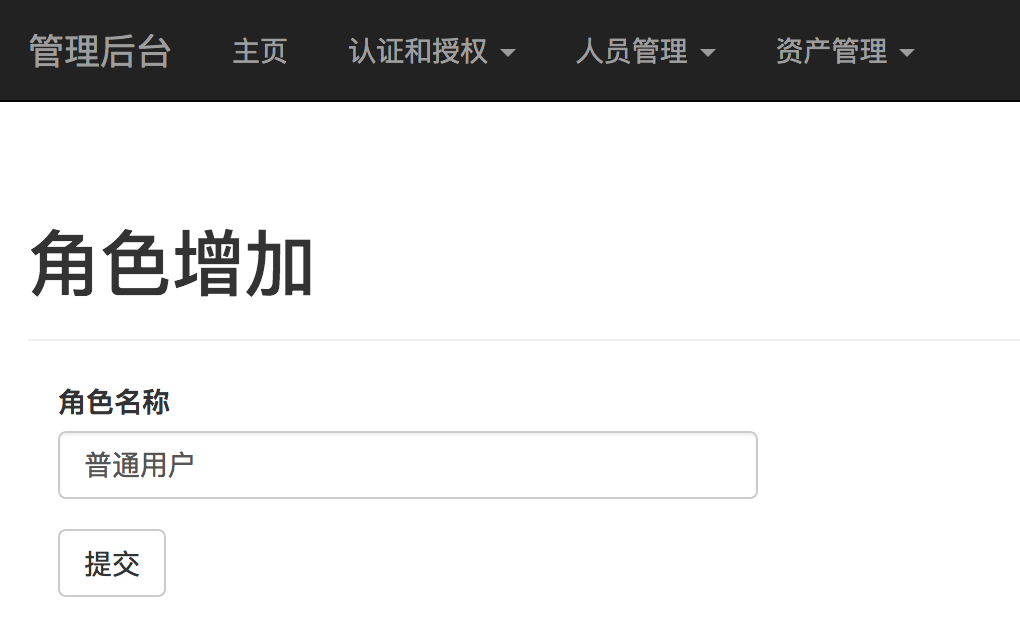 管理后台 主页 认证和授权 人员管理 资产管理
角色增加
角色名称
普通用户
提交